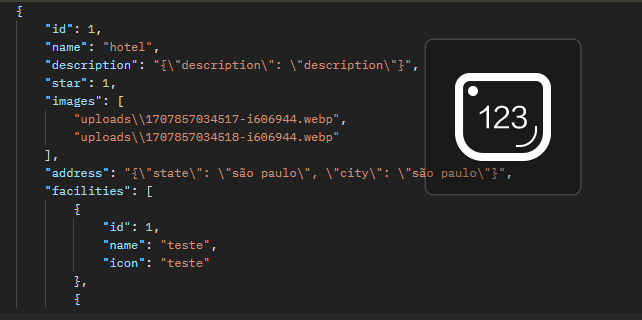 {
"id": 1,
"name": "hotel",
"description": "{\"description\": \"description\"}",
"star": 1,
"images": [
"uploads\\1707857034517-i606944.webp",
"uploads\\1707857034518-i606944.webp"
],
"address": "{\"state\": \"são paulo\", \"city\": \"são paulo\"}",
"facilities": [
{
"id": 1,
"name": "teste",
"icon": "teste"
},
{
123